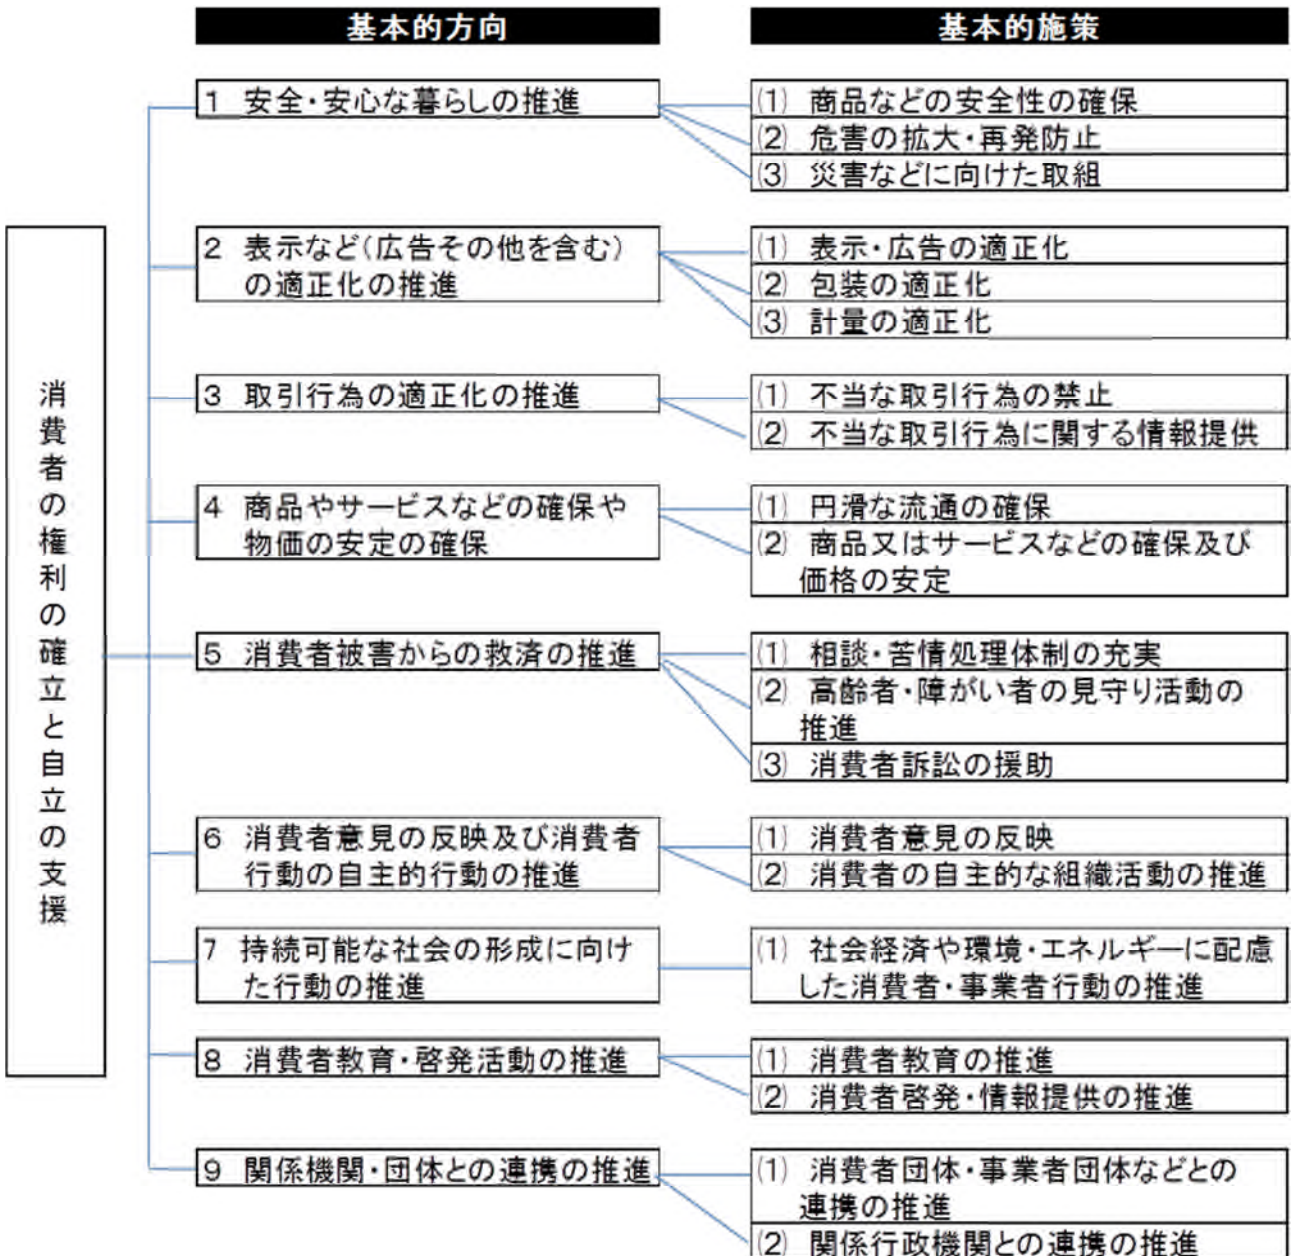 基本的方向
基本的施策
消費者の権利の確立と自立の支援
1 安全・安心な暮らしの推進
(1) 商品などの安全性の確保
(2) 危害の拡大・再発防止
(3) 災害などに向けた取組
2 表示など(広告その他を含む)
の適正化の推進
(1) 表示・広告の適正化
(2) 包装の適正化
(3) 計量の適正化
3 取引行為の適正化の推進
(1) 不当な取引行為の禁止
(2) 不当な取引行為に関する情報提供
4 商品やサービスなどの確保や
物価の安定の確保
(1) 円滑な流通の確保
(2) 商品又はサービスなどの確保及び
価格の安定
5 消費者被害からの救済の推進
(1) 相談・苦情処理体制の充実
(2) 高齢者・障がい者の見守り活動の
推進
(3) 消費者訴訟の援助
6 消費者意見の反映及び消費者
行動の自主的行動の推進
(1) 消費者意見の反映
(2) 消費者の自主的な組織活動の推進
7 持続可能な社会の形成に向け
た行動の推進
(1) 社会経済や環境・エネルギーに配慮
した消費者・事業者行動の推進
8 消費者教育・啓発活動の推進
(1) 消費者教育の推進
(2) 消費者啓発・情報提供の推進
9 関係機関・団体との連携の推進
(1) 消費者団体・事業者団体などとの
連携の推進
(2) 関係行政機関との連携の推進